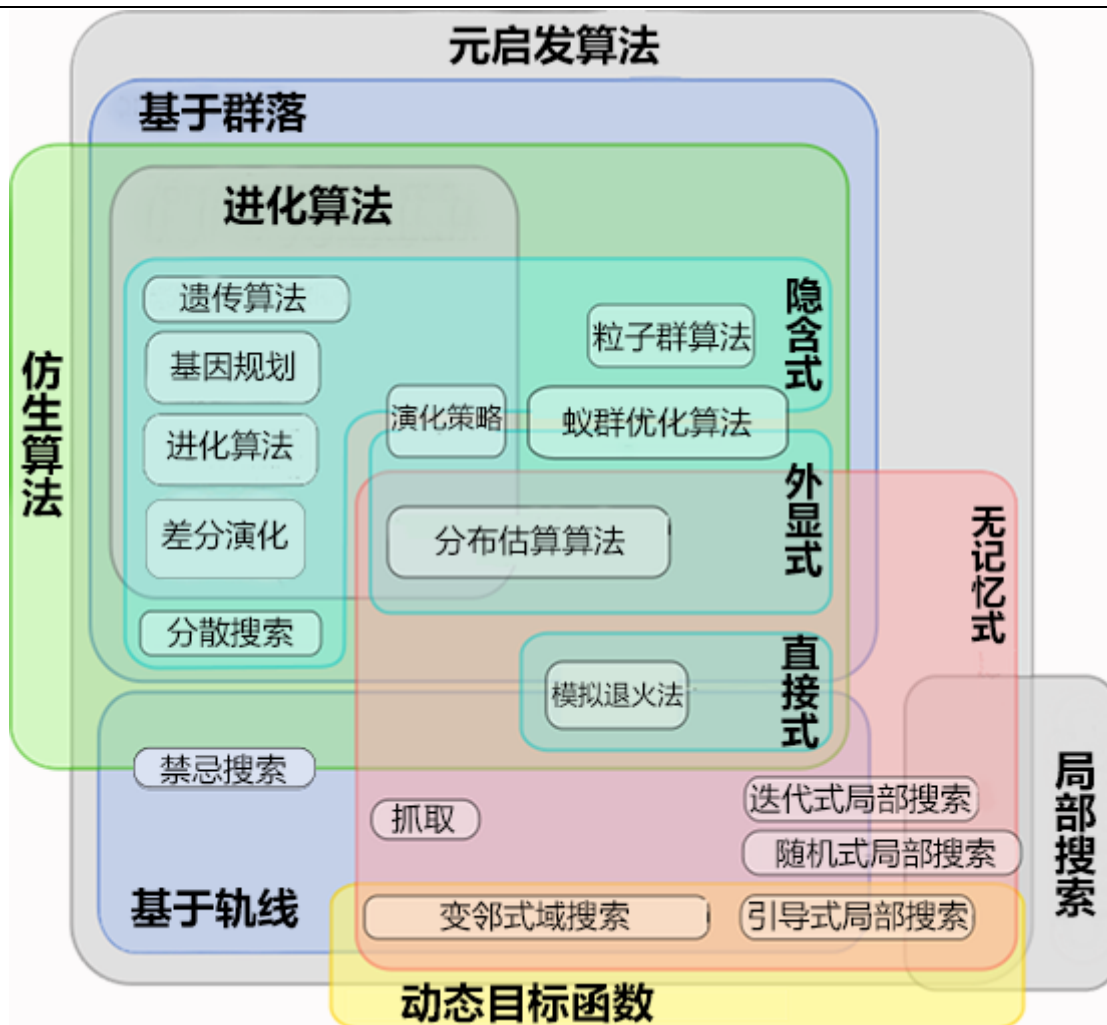 元启发算法
基于群落
进化算法
遗传算法
基因规划
进化算法
差分演化
分散搜索
演化策略
粒子群算法
蚁群优化算法
分布估算算法
模拟退火法
隐含式
外显式
直接式
仿生算法
无记忆式
局部搜索
禁忌搜索
抓取
迭代式局部搜索
随机式局部搜索
基于轨线
变邻式域搜索
引导式局部搜索
动态目标函数